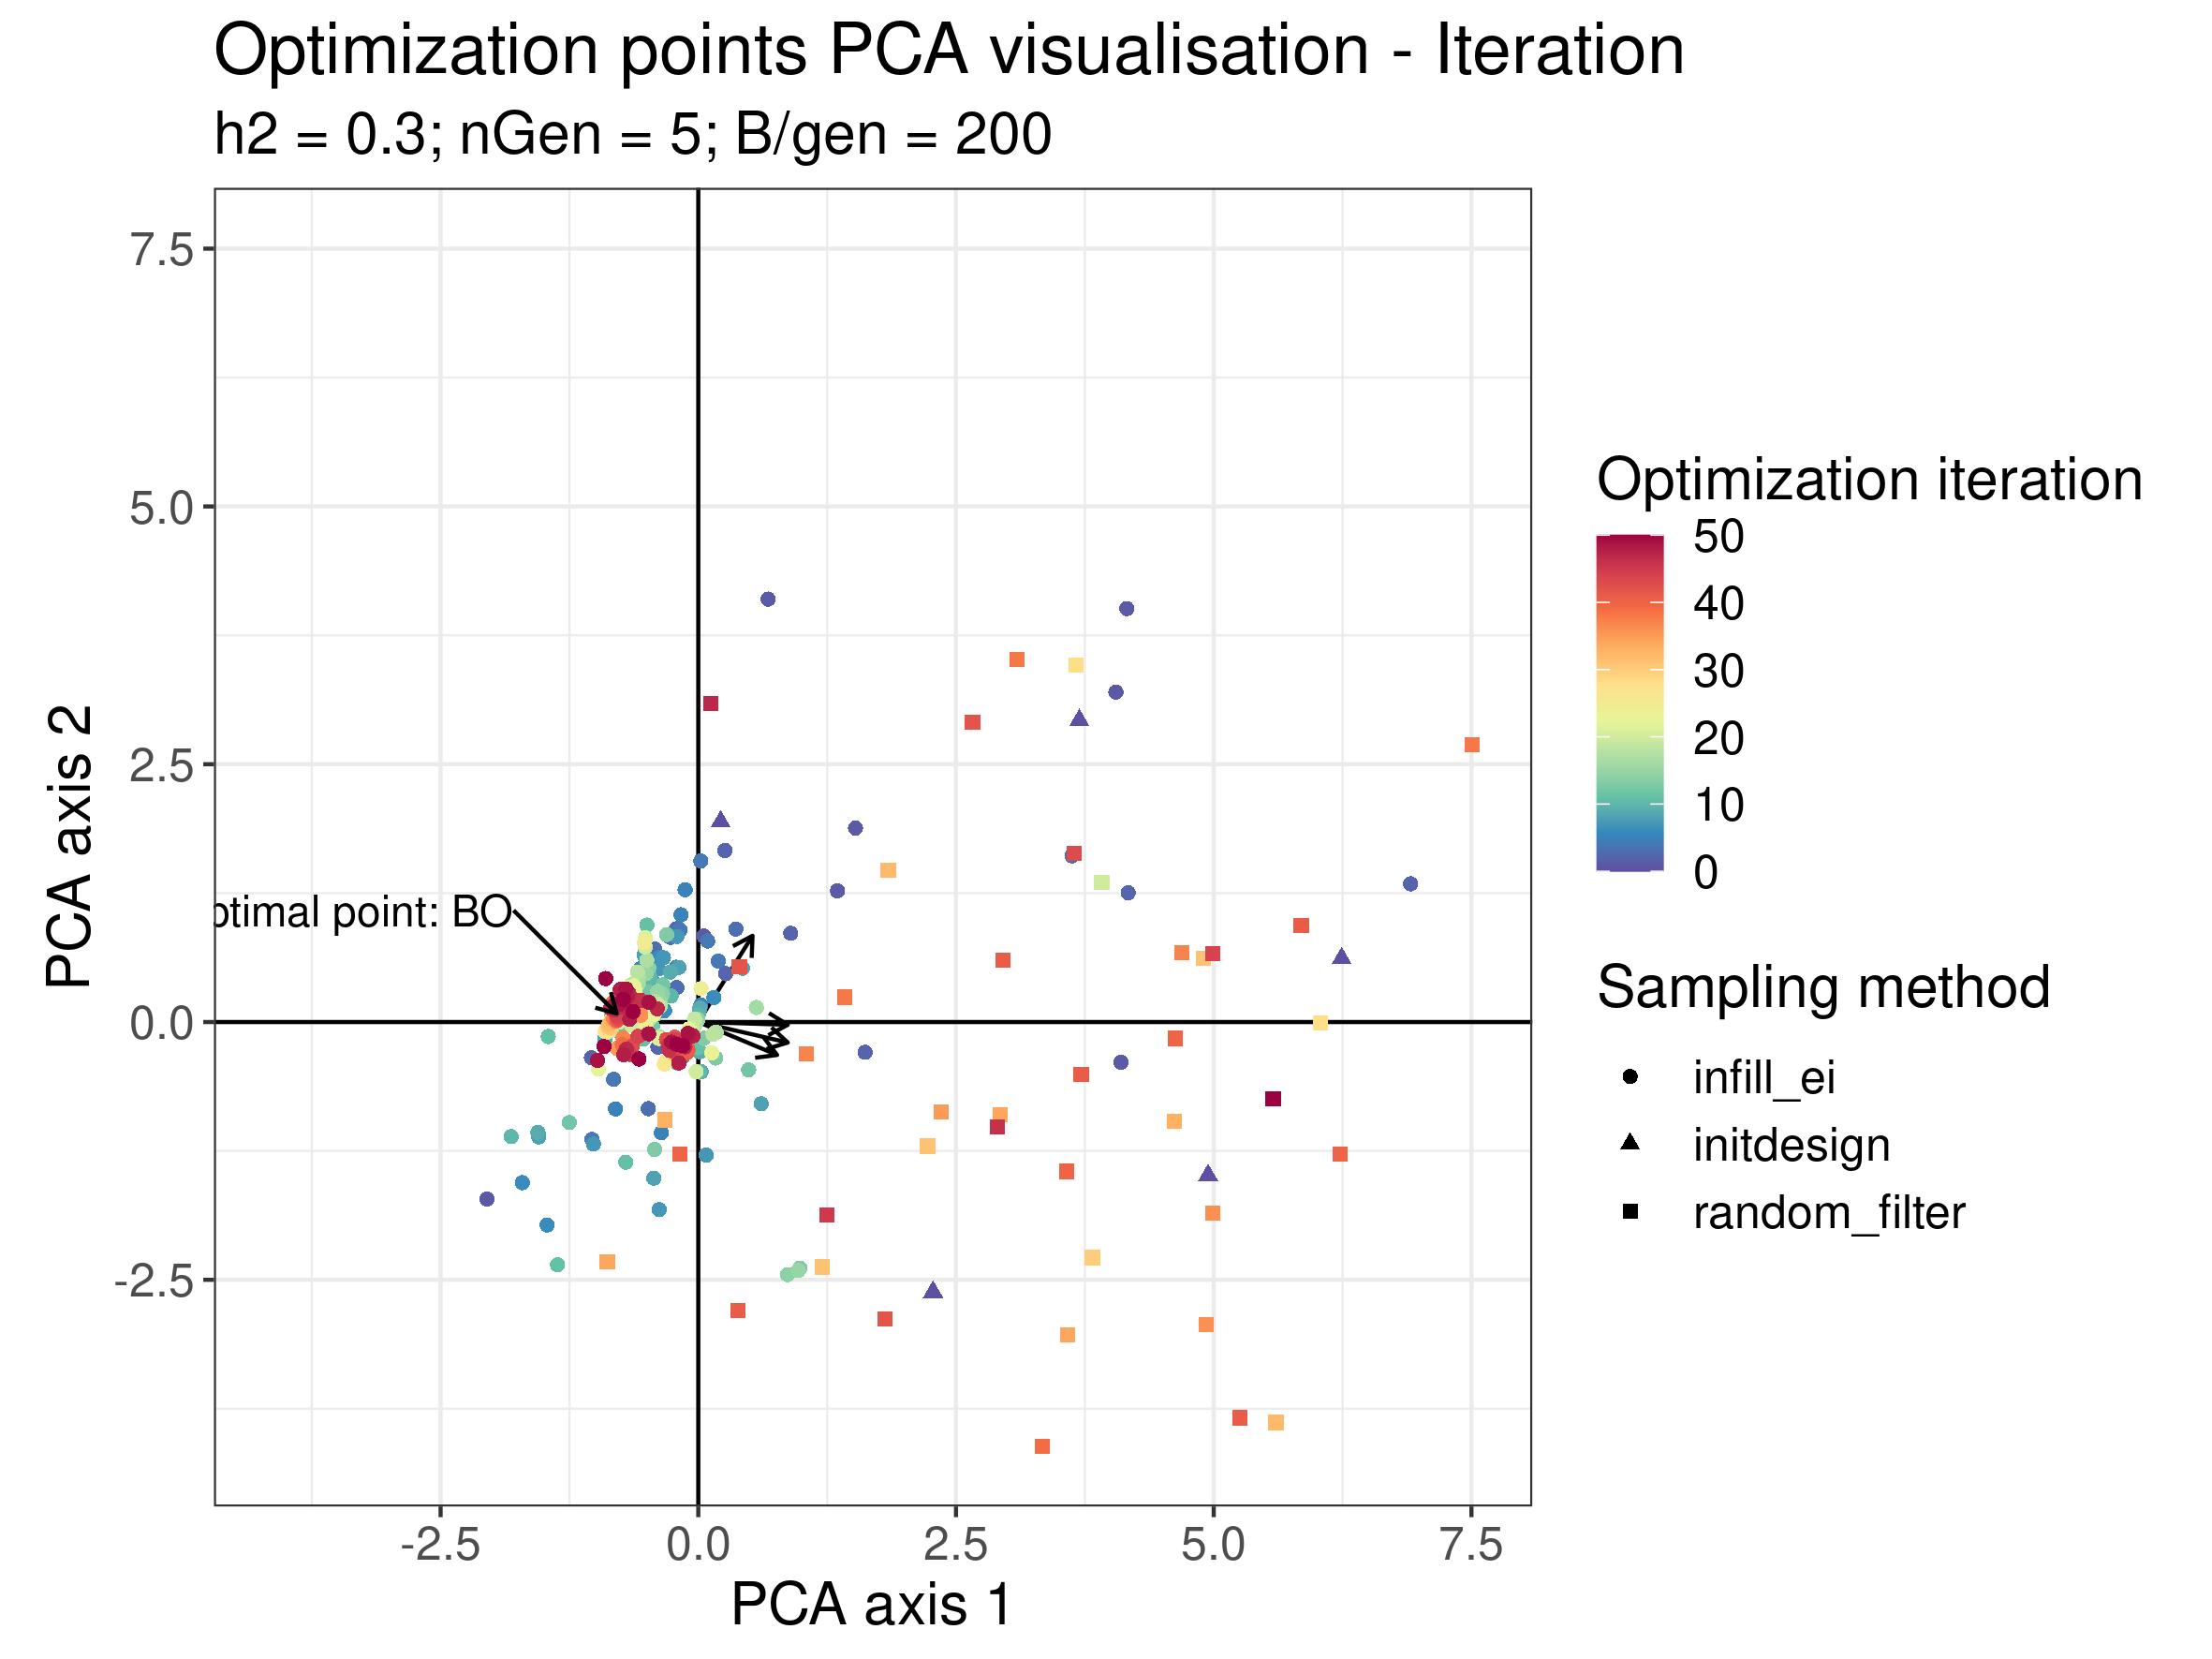 Optimization points PCA visualisation - Iteration
h2 = 0.3; nGen = 5; B/gen = 200
7.5
5.0
2.5
0.0
-2.5
PCA axis 2
ptimal point: BO
-2.5
0.0
2.5
5.0
7.5
PCA axis 1
Optimization iteration
50
40
30
20
10
0
Sampling method
infill_ei
initdesign
random_filter